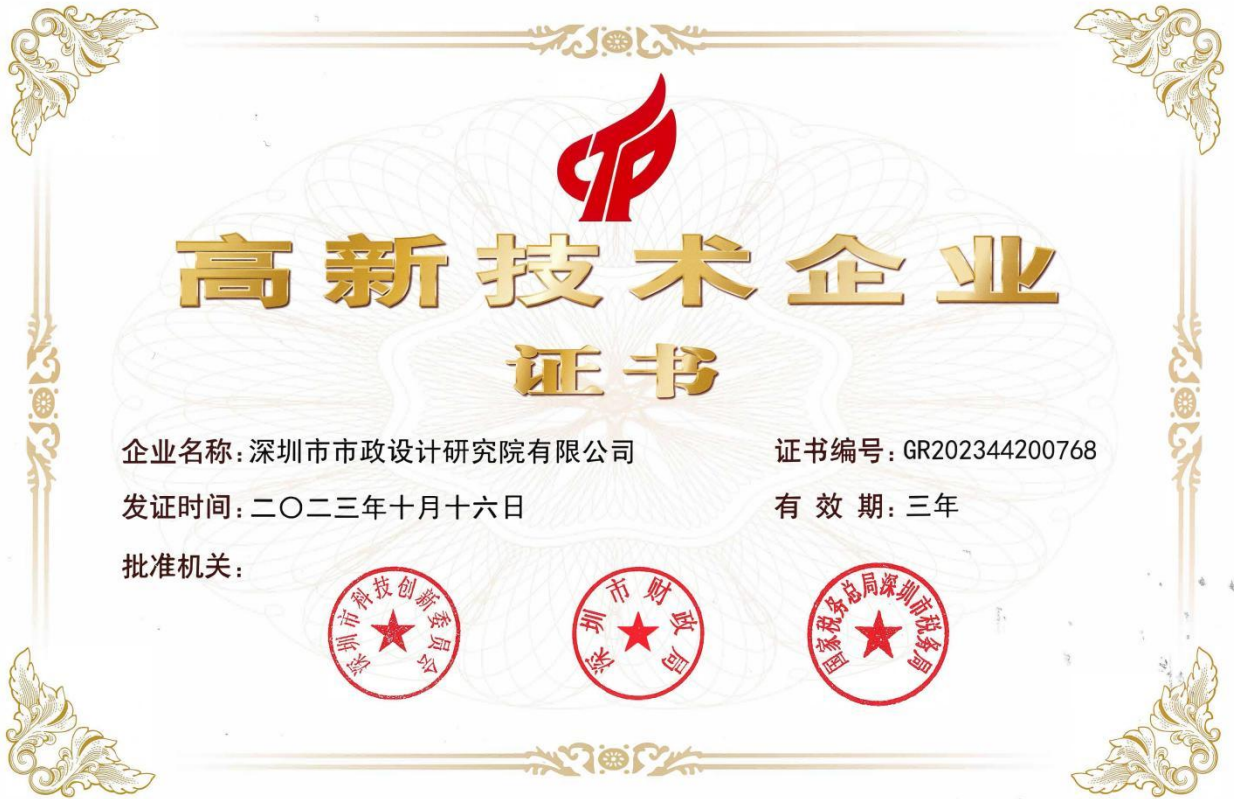 高新技术企业
证书
企业名称:深圳市市政设计研究院有限公司
证书编号:GR202344200768
发证时间:二〇二三年十月十六日
有 效 期:三年
批准机关:
深圳市科技创新委员会
深圳市财政局
国家税务总局深圳市税务局